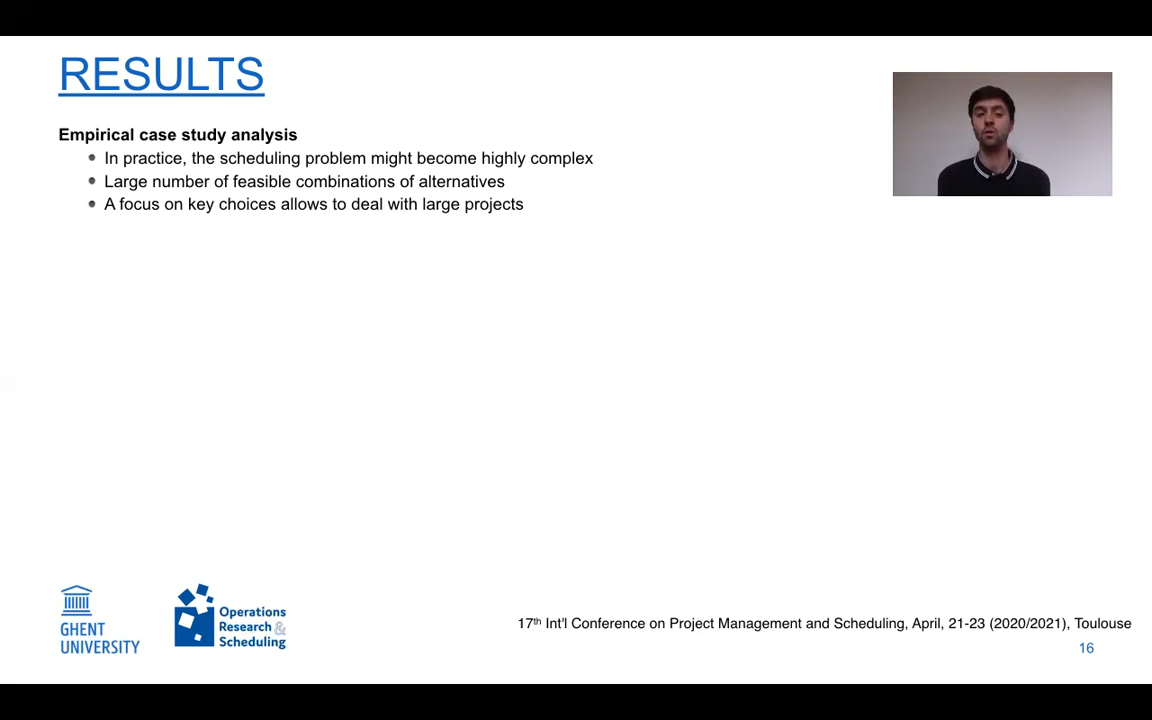 RESULTS
Empirical case study analysis
In practice, the scheduling problem might become highly complex
Large number of feasible combinations of alternatives
A focus on key choices allows to deal with large projects
GHENT
UNIVERSITY
Operations
Research &
Scheduling
17th Int'l Conference on Project Management and Scheduling, April, 21-23 (2020/2021), Toulouse
16